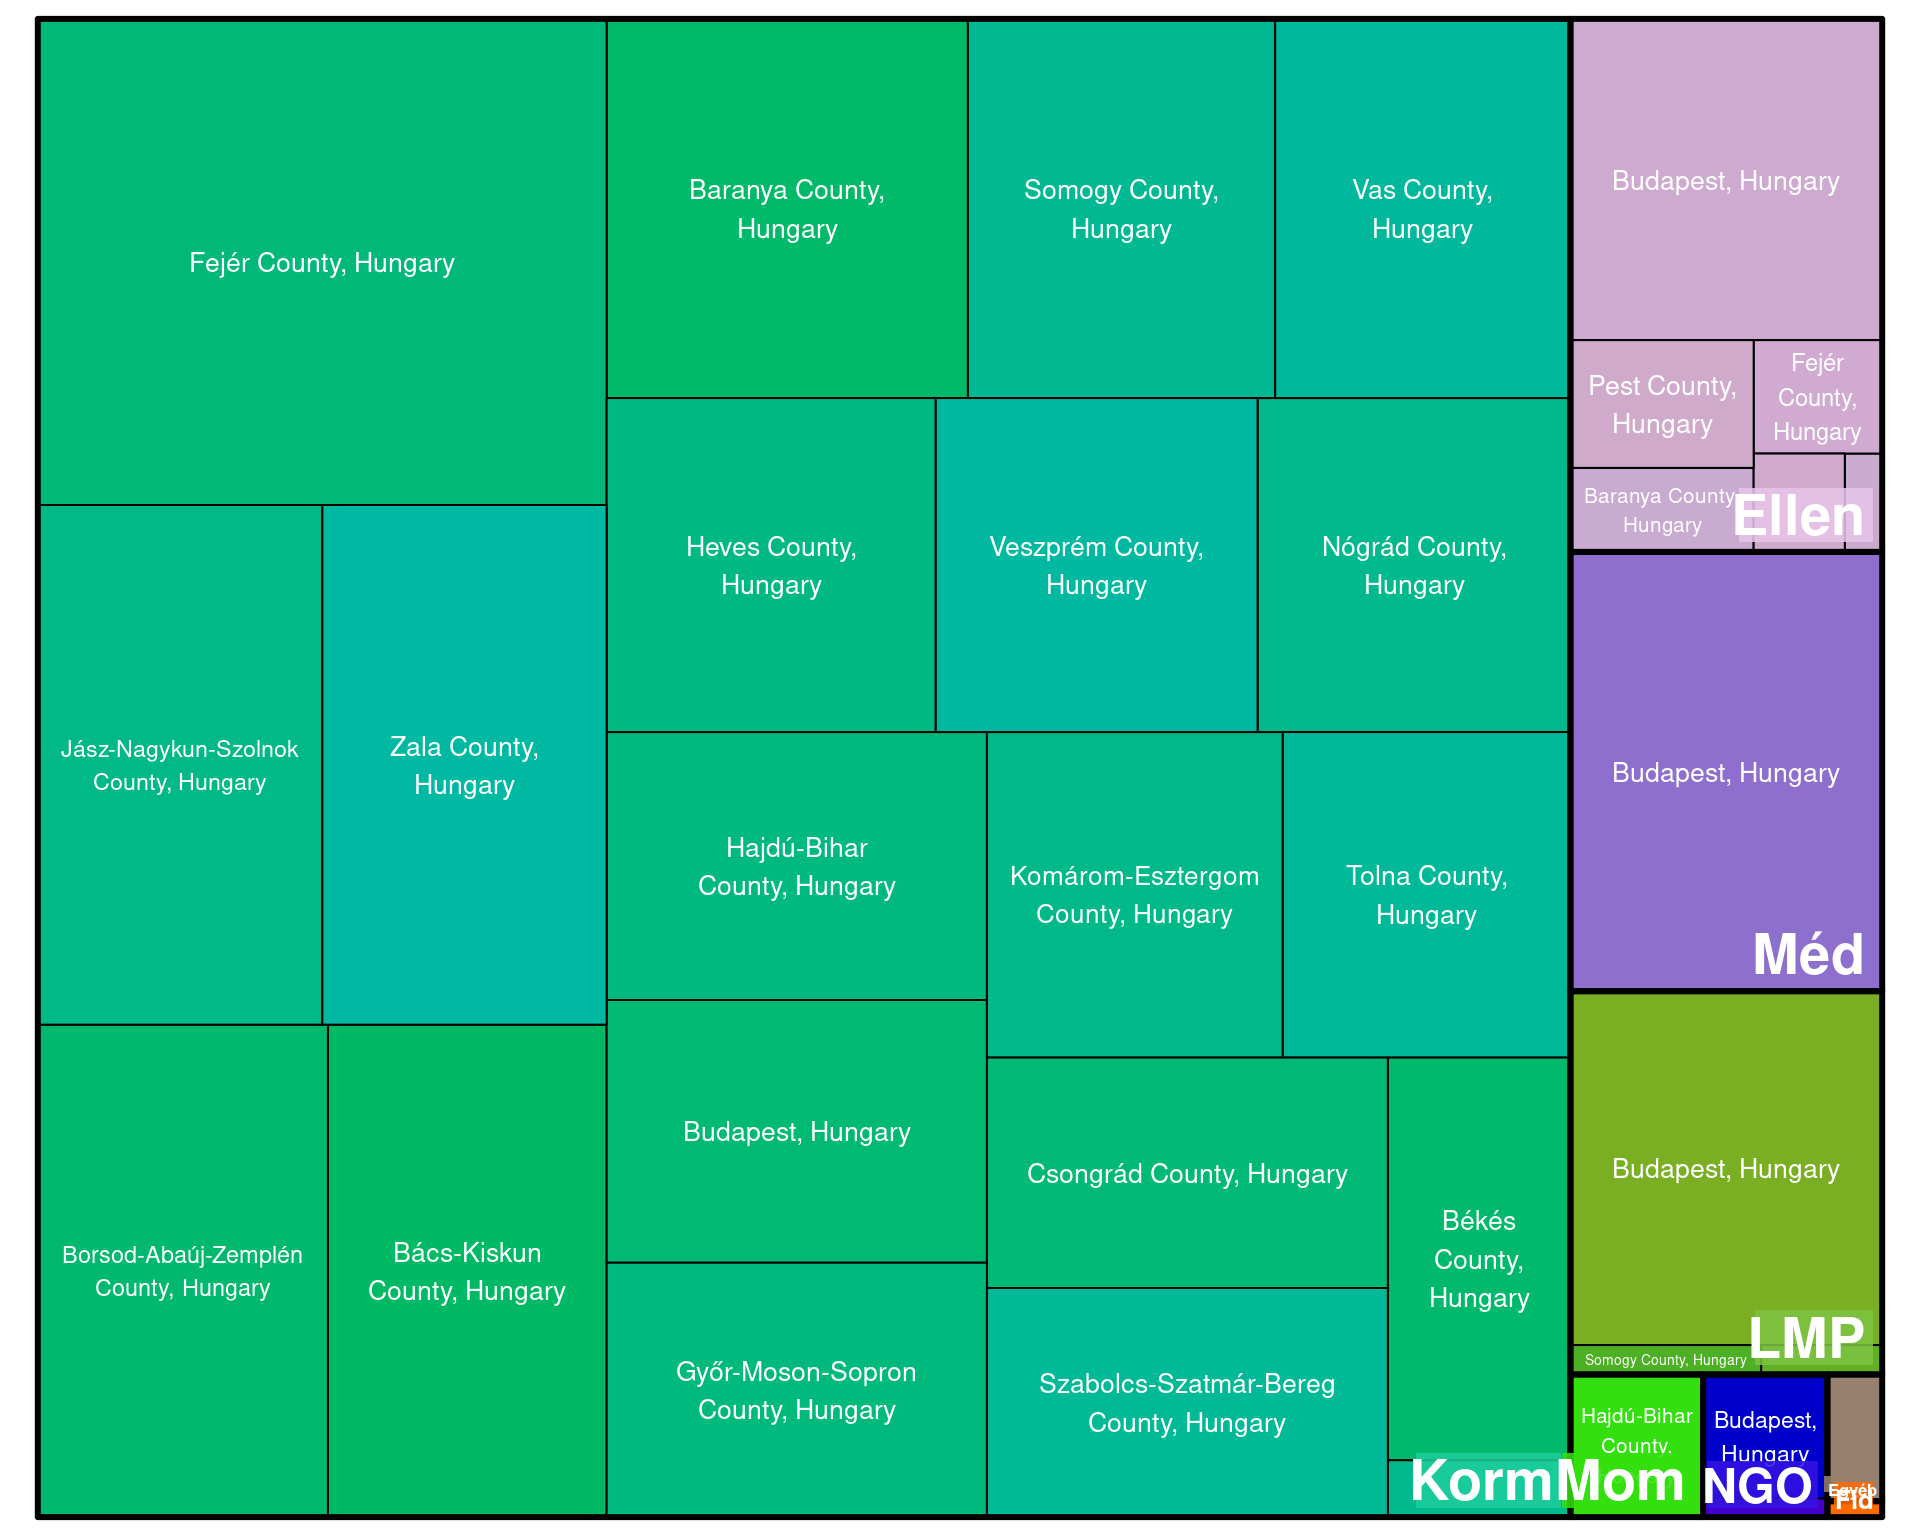 Fejér County, Hungary
Baranya County,
Hungary
Somogy County,
Hungary
Vas County,
Hungary
Budapest, Hungary
Pest County,
Hungary
Fejér
County,
Hungary
Baranya County
Hungary
Ellen
Jász-Nagykun-Szolnok
County, Hungary
Zala County,
Hungary
Heves County,
Hungary
Veszprém County,
Hungary
Nógrád County,
Hungary
Budapest, Hungary
Méd
Hajdú-Bihar
County, Hungary
Komárom-Esztergom
County, Hungary
Tolna County,
Hungary
Borsod-Abaúj-Zemplén
County, Hungary
Bács-Kiskun
County, Hungary
Budapest, Hungary
Csongrád County, Hungary
Békés
County,
Hungary
Budapest, Hungary
LMP
Somogy County, Hungary
Győr-Moson-Sopron
County, Hungary
Szabolcs-Szatmár-Bereg
County, Hungary
Korm
Hajdú-Bihar
County.
Mom
Budapest,
Hungary
NGO
Egyéb
Fid